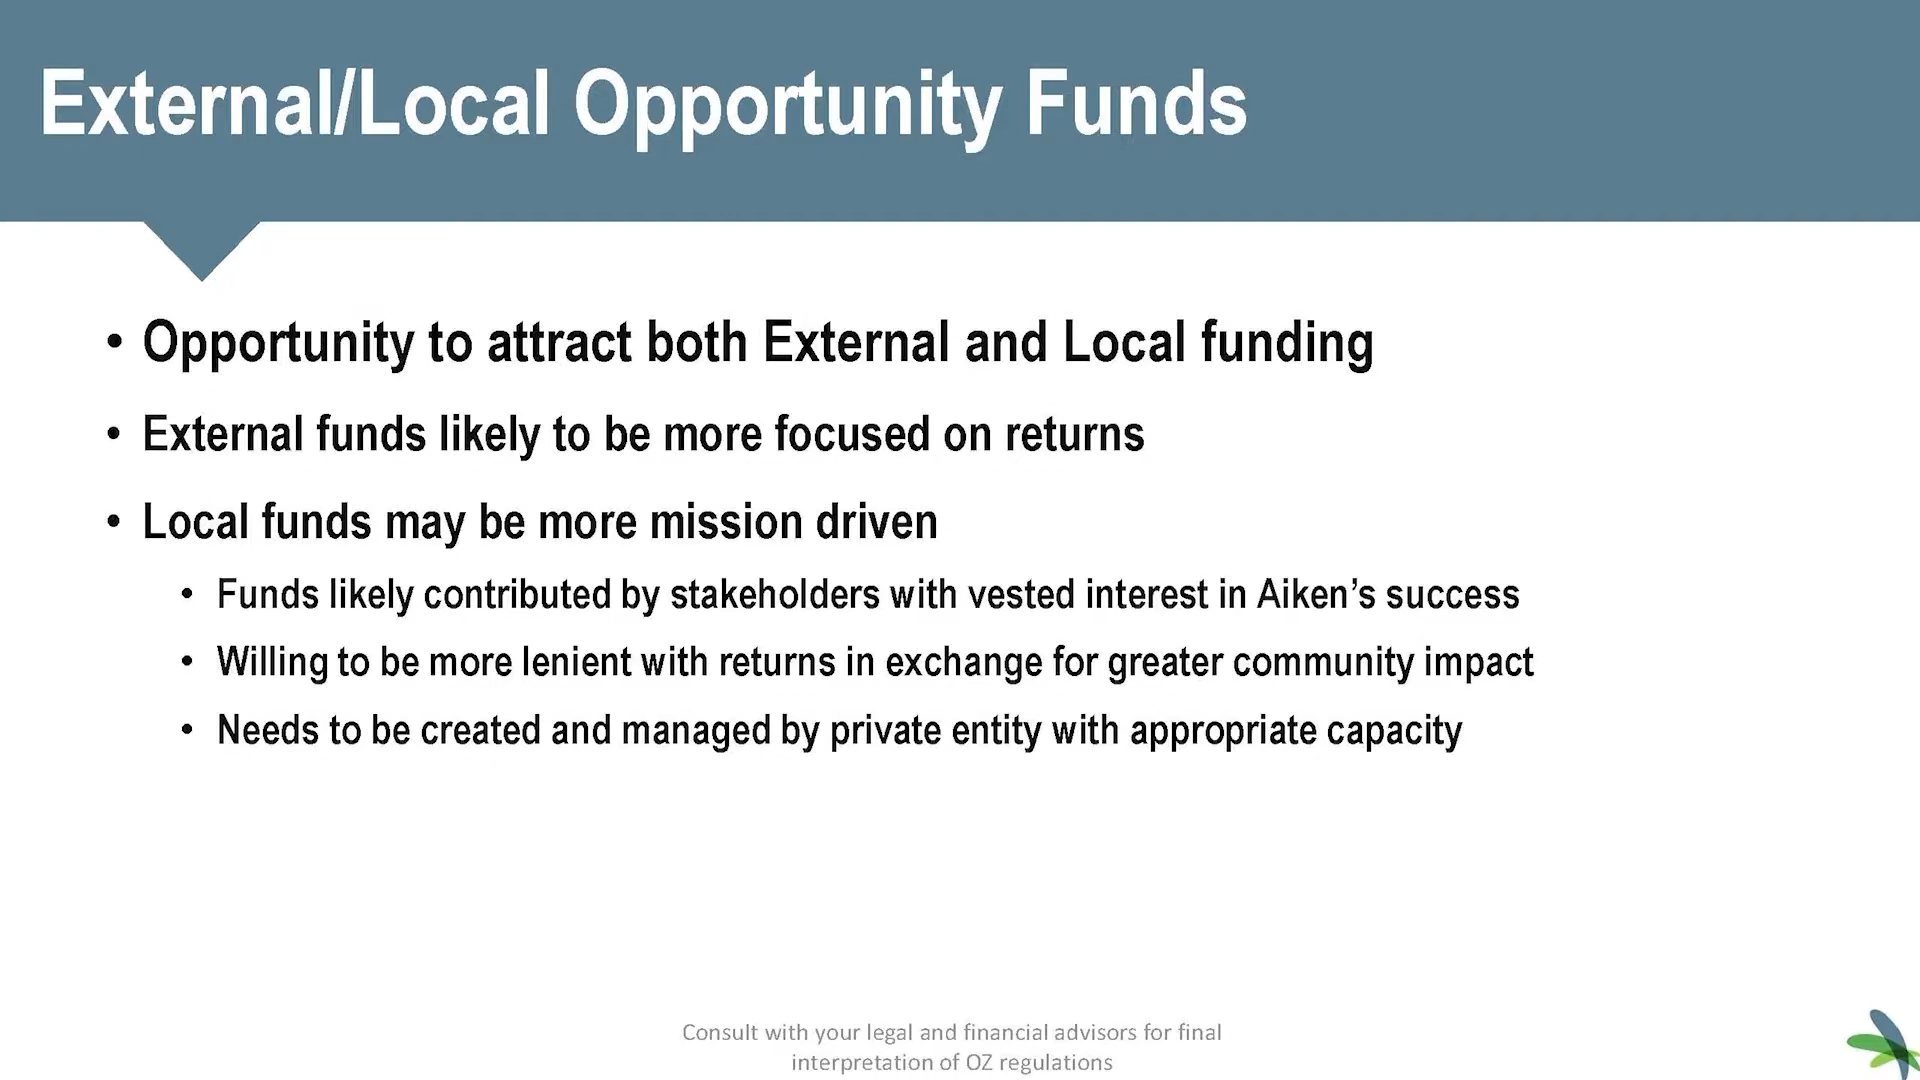 External/Local Opportunity Funds
• Opportunity to attract both External and Local funding
• External funds likely to be more focused on returns
• Local funds may be more mission driven
• Funds likely contributed by stakeholders with vested interest in Aiken’s success
• Willing to be more lenient with returns in exchange for greater community impact
• Needs to be created and managed by private entity with appropriate capacity
Consult with your legal and financial advisors for final
interpretation of OZ regulations